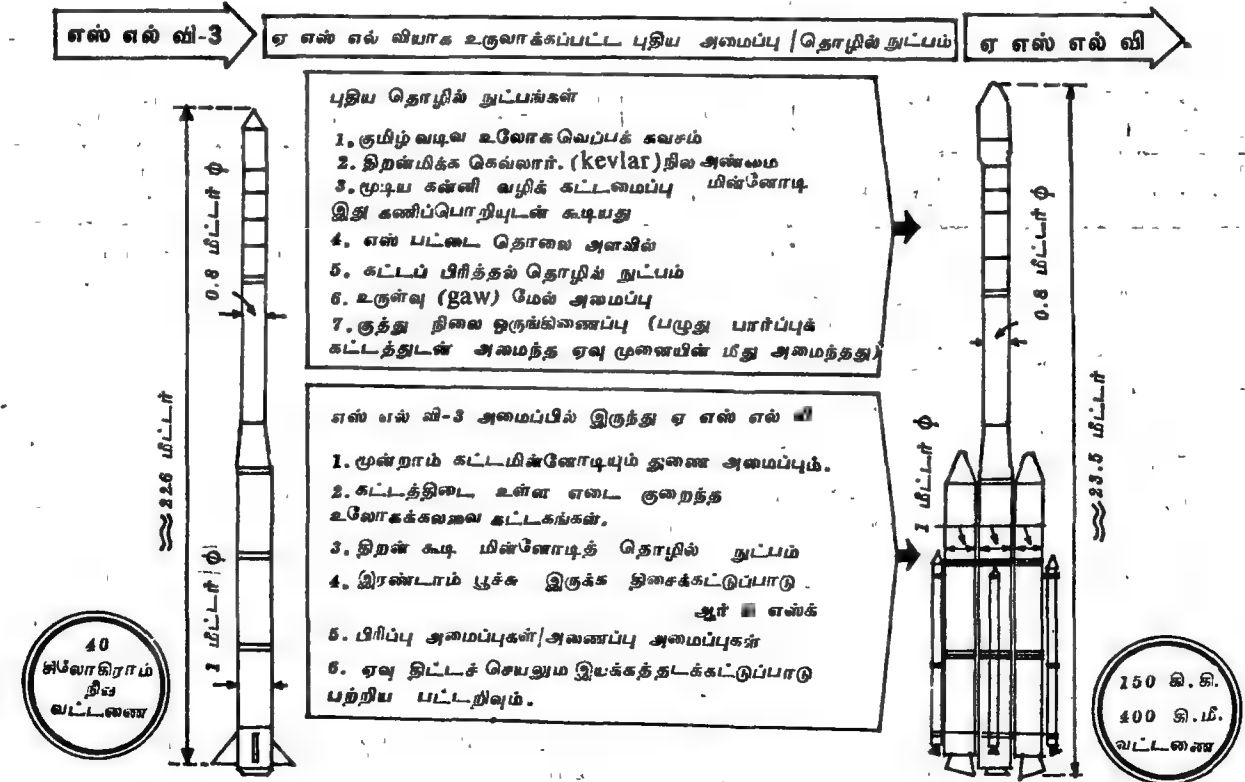 எஸ் எல் வி-3
ஏ எஸ் எல் வியாக உருவாக்கப்பட்ட புதிய அமைப்பு / தொழில் நுட்பம்
ஏ எஸ் எல் வி
புதிய தொழில் நுட்பங்கள்
1. குமிழ் வடிவ உலோக வெப்பக் கவசம்
2. திறன்மிக்க கெவ்லார். (kevlar) நில அண்மை
3. மூடிய கன்னி வழிக் கட்டமைப்பு மின்னோடி
இது கணிப்பொறியுடன் கூடியது
4. எஸ் பட்டை தொலை அளவில்
5. கட்டப் பிரித்தல் தொழில் நுட்பம்
6. உருள்வு (gaw) மேல் அமைப்பு
7. குத்து நிலை ஒருங்கிணைப்பு (பழுது பார்ப்புக்
கட்டத்துடன் அமைந்த ஏவு முனையின் மீது அமைந்தது)
எஸ் எல் வி-3 அமைப்பில் இருந்து ஏ எஸ் எல்
1. மூன்றாம் கட்டமின்னோடியும் துணை அமைப்பும்.
2. கட்டத்திடை உள்ள எடை குறைந்த
உலோகக்கலவை கட்டகங்கள்.
3. திறன் கூடி மின்னோடித் தொழில் நுட்பம்
4. இரண்டாம் பூச்சு இருக்க திசைக்கட்டுப்பாடு
ஆர் எஸ்க்
5. பிரிப்பு அமைப்புகள்/அணைப்பு அமைப்புகள்
6. ஏவு திட்டச் செயலும இயக்கத்தடக்கட்டுப்பாடு
பற்றிய பட்டறிவும்.
0.8 மீட்டர் ϕ
≈22.6 மீட்டர்
1 மீட்டர் ϕ
40
கிலோகிராம்
நில
வட்டணை
0.8 மீட்டர் ϕ
1 மீட்டர் ϕ
≈23.5 மீட்டர்
150 கி.கி.
400 கி.மீ.
வட்டணை